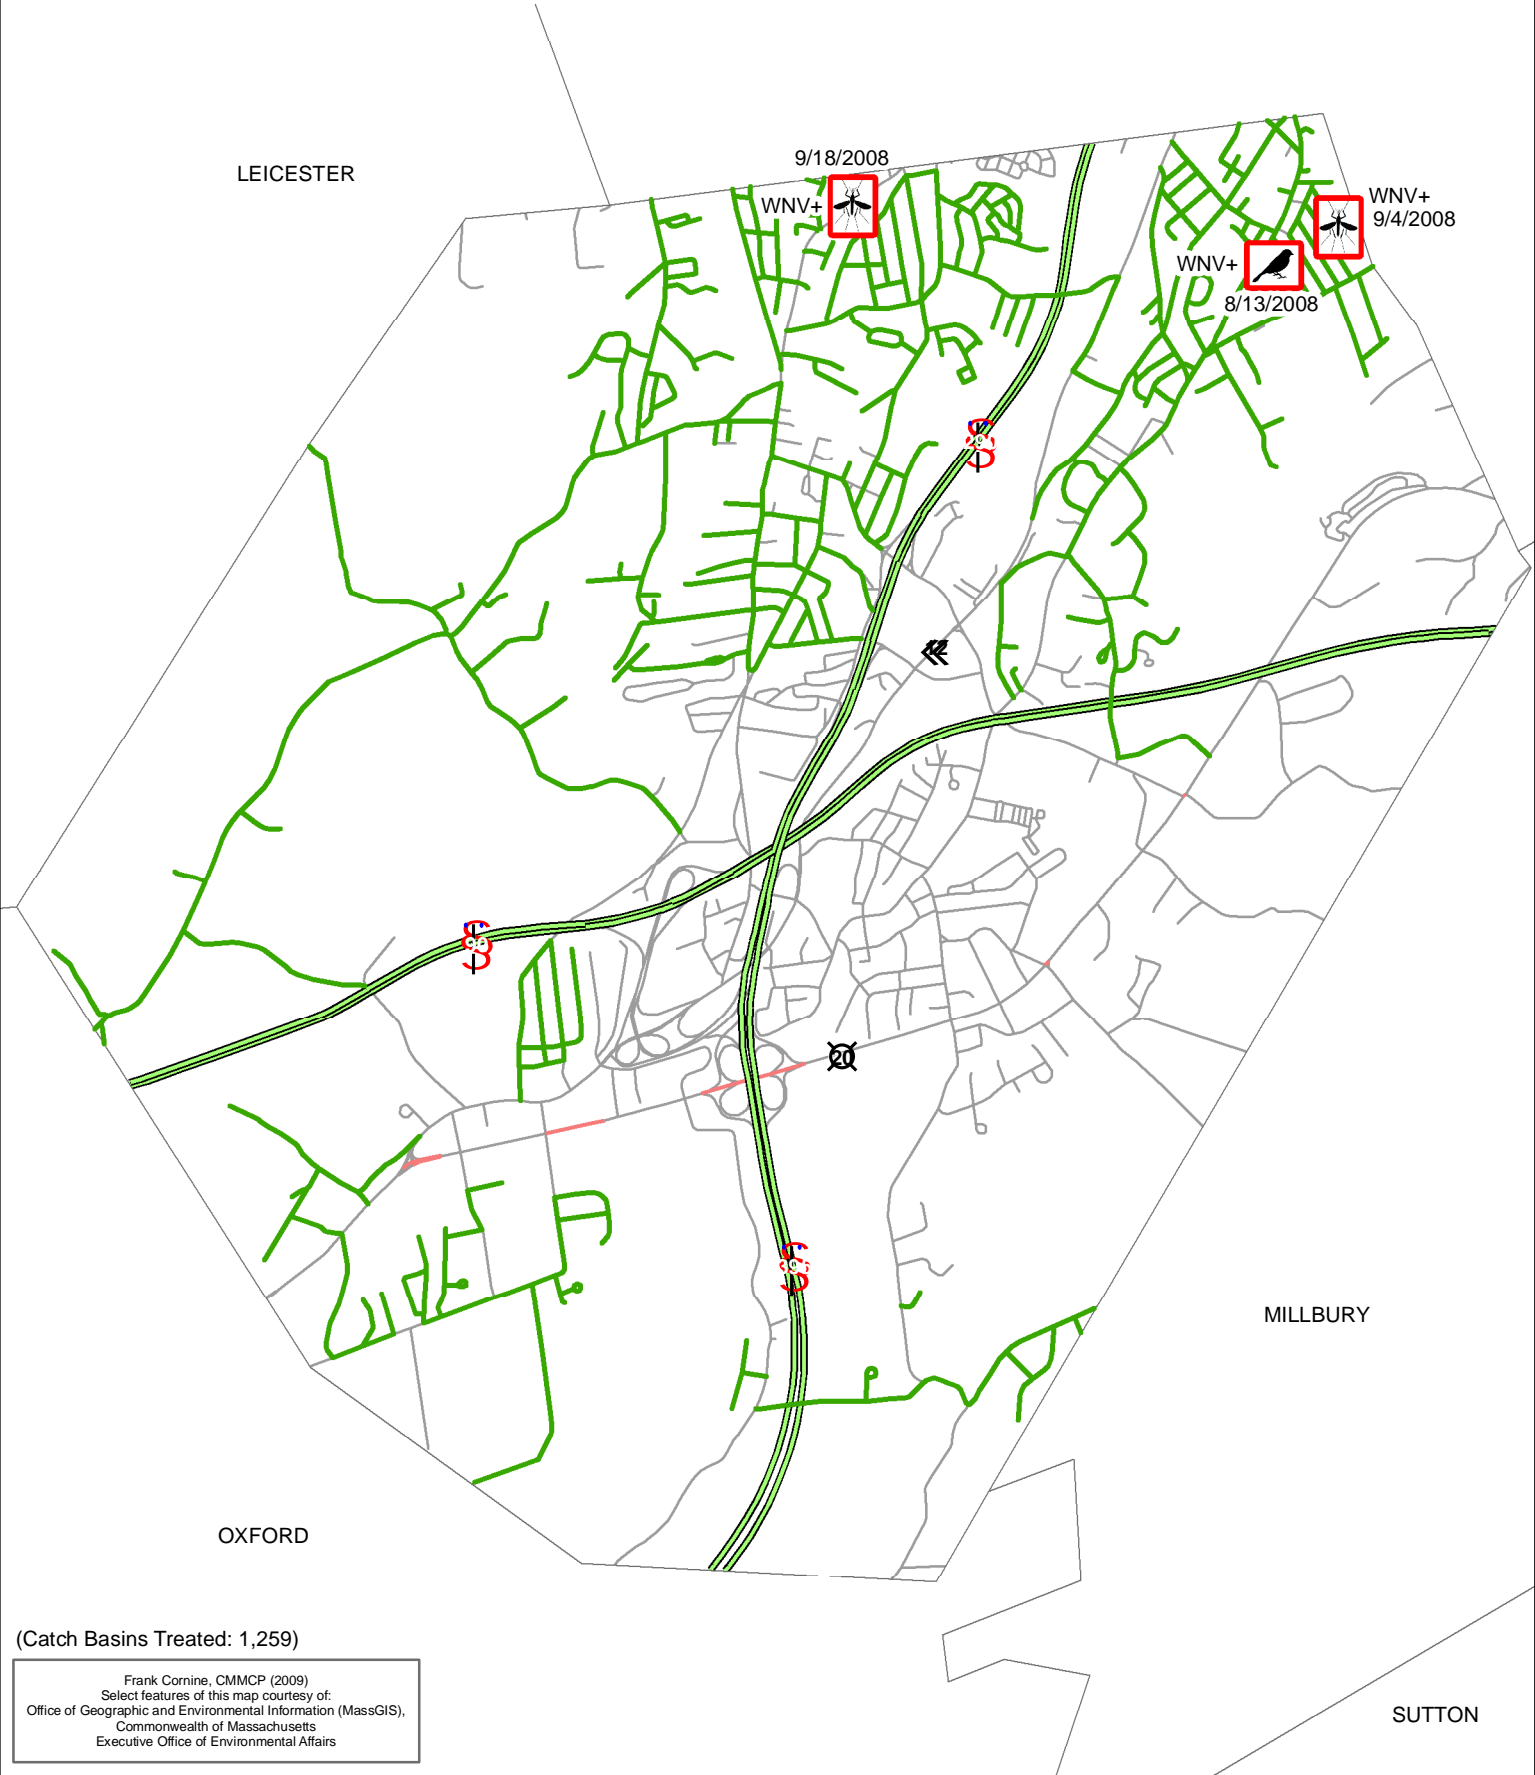 LEICESTER
9/18/2008
WNV+
WNV+
9/4/2008
WNV+
8/13/2008
12
90
20
MILLBURY
OXFORD
(Catch Basins Treated: 1,259)
Frank Cornine, CMMCP (2009)
Select features of this map courtesy of:
Office of Geographic and Environmental Information (MassGIS),
Commonwealth of Massachusetts
Executive Office of Environmental Affairs
SUTTON